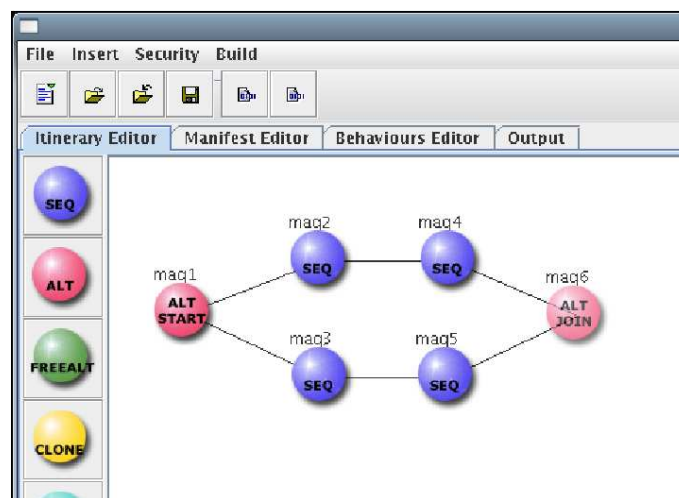 File Insert Security Build
Itinerary Editor Manifest Editor Behaviours Editor Output
SEQ
ALT
FREEALT
CLONE
maq2
SEQ
maq4
SEQ
maq1
ALT
START
maq6
ALT
JOIN
maq3
SEQ
maq5
SEQ